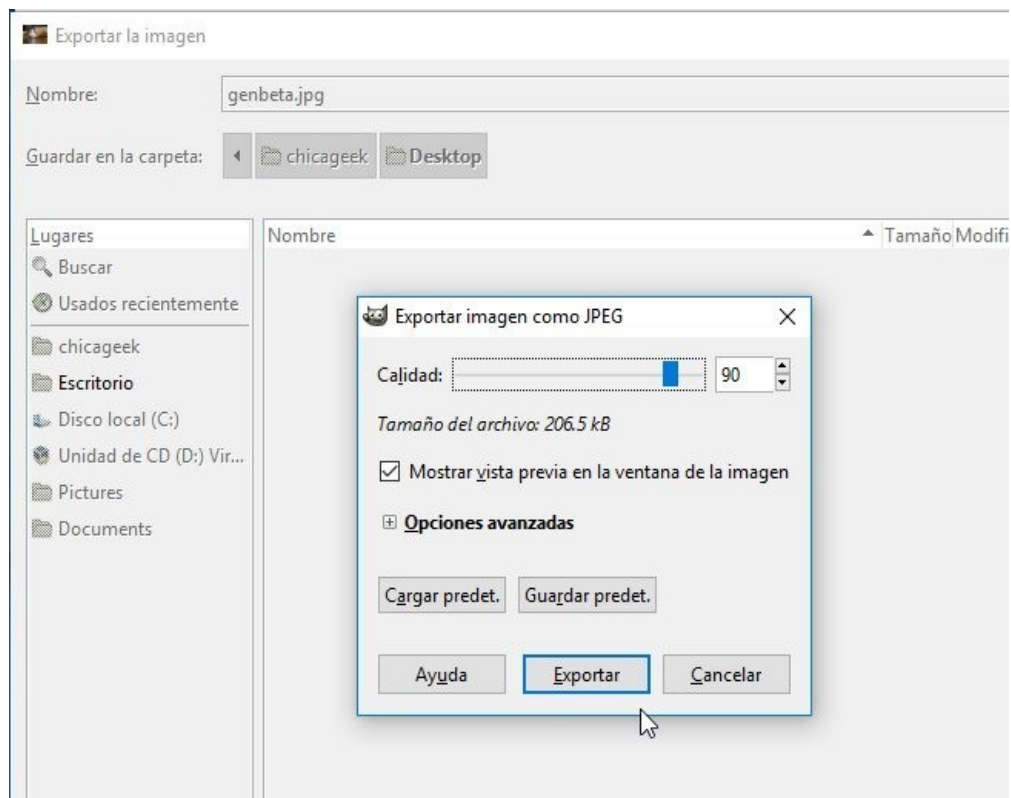 Exportar la imagen
Nombre: genbeta.jpg
Guardar en la carpeta: chicageek Desktop
Lugares
Buscar
Usados recientemente
chicageek
Escritorio
Disco local (C:)
Unidad de CD (D:) Vir...
Pictures
Documents
Nombre Tamaño Modifi
Exportar imagen como JPEG
Calidad: 90
Tamaño del archivo: 206.5 kB
Mostrar vista previa en la ventana de la imagen
Opciones avanzadas
Cargar predet. Guardar predet.
Ayuda Exportar Cancelar